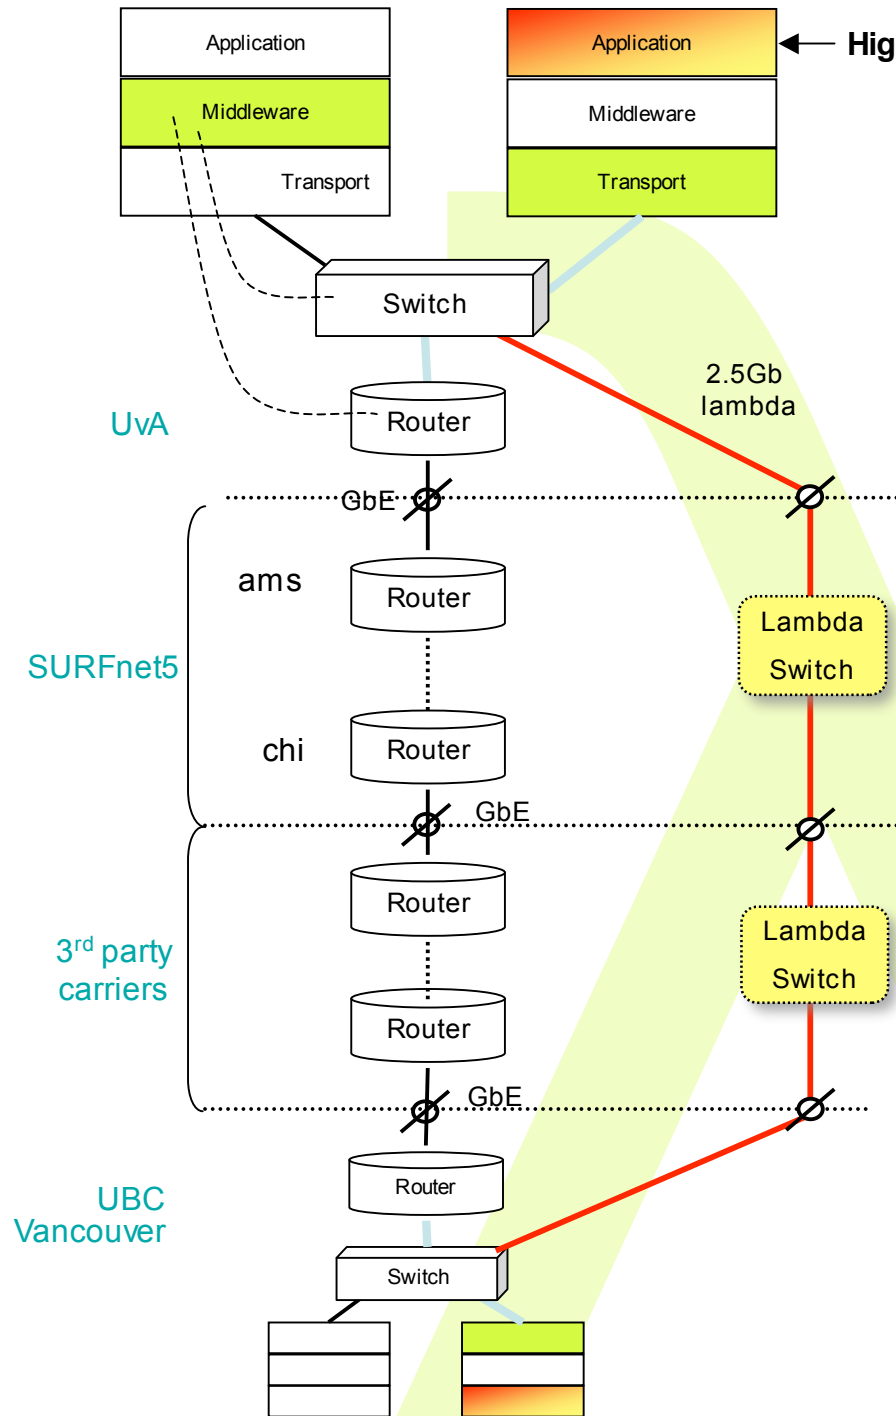 Application
Application
Hig
Middleware
Middleware
Transport
Transport
Switch
2.5Gb
lambda
UvA
Router
GbE
ams
Router
Lambda
Switch
SURFnet5
chi
Router
GbE
Router
3rd party
carriers
Lambda
Switch
Router
GbE
UBC
Vancouver
Router
Switch